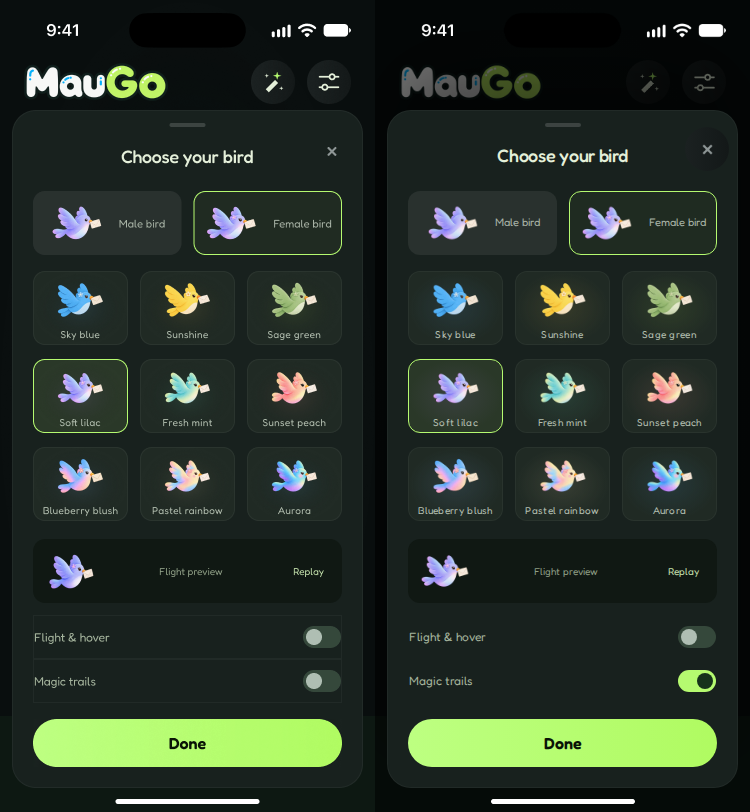 9:41
MauGo
Choose your bird
Male bird
Female bird
Sky blue
Sunshine
Sage green
Soft lilac
Fresh mint
Sunset peach
Blueberry blush
Pastel rainbow
Aurora
Flight preview
Replay
Flight & hover
Magic trails
Done
9:41
MauGo
Choose your bird
Male bird
Female bird
Sky blue
Sunshine
Sage green
Soft lilac
Fresh mint
Sunset peach
Blueberry blush
Pastel rainbow
Aurora
Flight preview
Replay
Flight & hover
Magic trails
Done